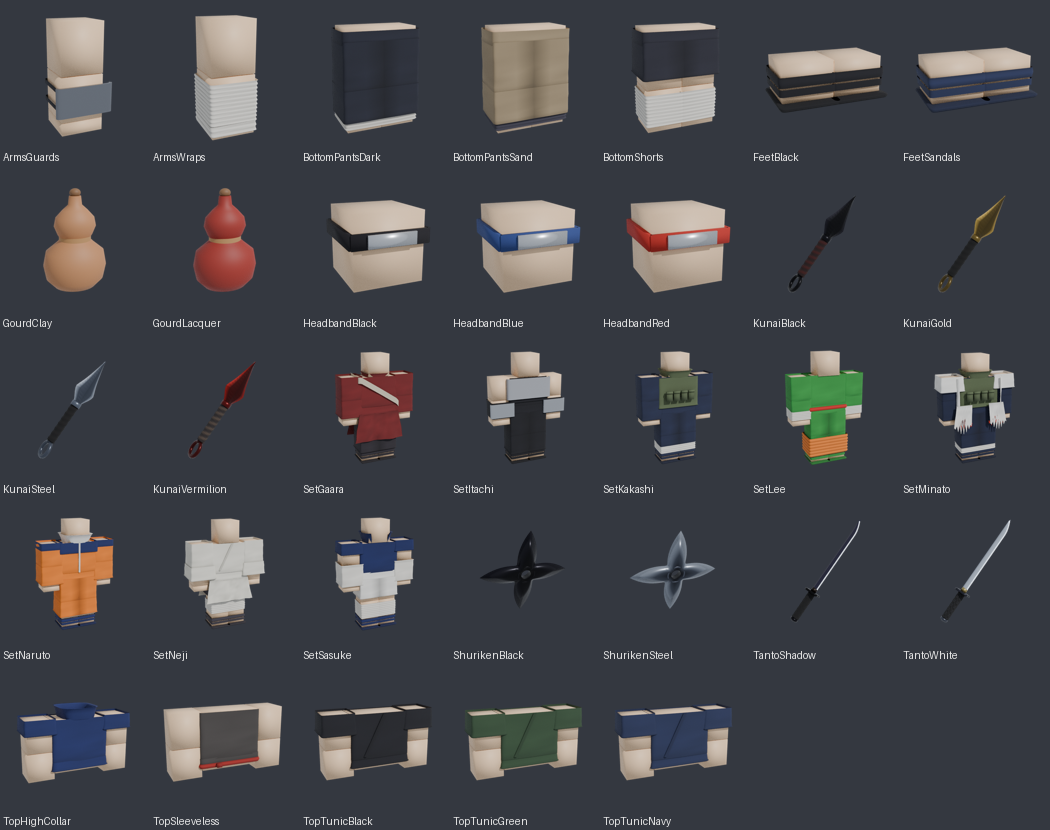 ArmsGuards
ArmsWraps
BottomPantsDark
BottomPantsSand
BottomShorts
FeetBlack
FeetSandals
GourdClay
GourdLacquer
HeadbandBlack
HeadbandBlue
HeadbandRed
KunaiBlack
KunaiGold
KunaiSteel
KunaiVermilion
SetGaara
SetItachi
SetKakashi
SetLee
SetMinato
SetNaruto
SetNeji
SetSasuke
ShurikenBlack
ShurikenSteel
TantoShadow
TantoWhite
TopHighCollar
TopSleeveless
TopTunicBlack
TopTunicGreen
TopTunicNavy